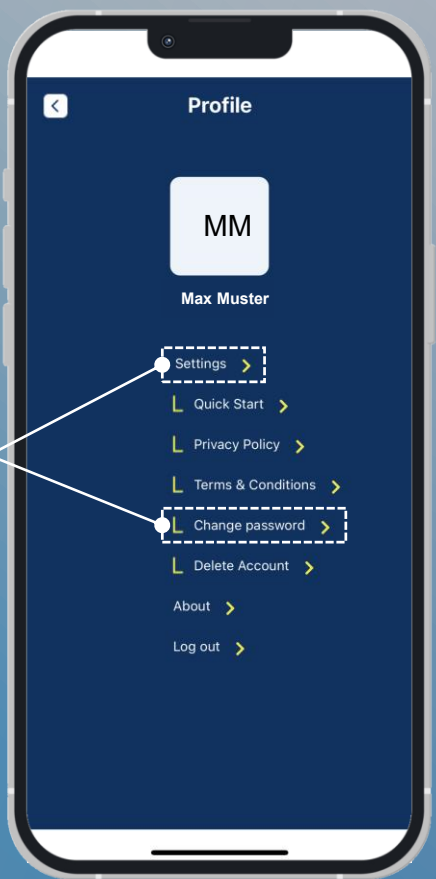 Profile
MM
Max Muster
Settings
Quick Start
Privacy Policy
Terms & Conditions
Change password
Delete Account
About
Log out